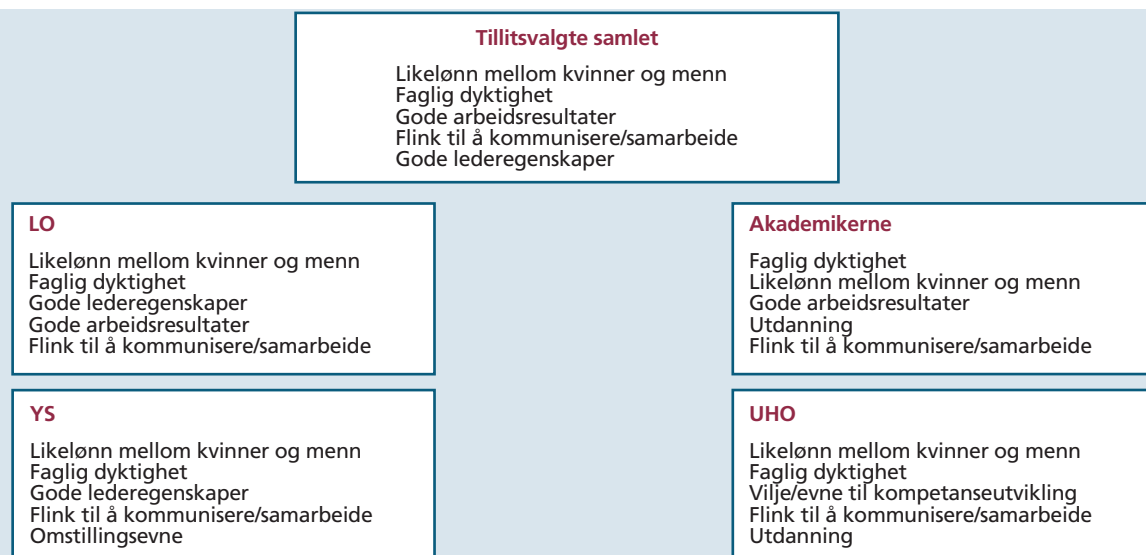 Tillitsvalgte samlet
Likelønn mellom kvinner og menn
Faglig dyktighet
Gode arbeidsresultater
Flink til å kommunisere/samarbeide
Gode lederegenskaper
LO
Likelønn mellom kvinner og menn
Faglig dyktighet
Gode lederegenskaper
Gode arbeidsresultater
Flink til å kommunisere/samarbeide
Akademikerne
Faglig dyktighet
Likelønn mellom kvinner og menn
Gode arbeidsresultater
Utdanning
Flink til å kommunisere/samarbeide
YS
Likelønn mellom kvinner og menn
Faglig dyktighet
Gode lederegenskaper
Flink til å kommunisere/samarbeide
Omstillingsevne
UHO
Likelønn mellom kvinner og menn
Faglig dyktighet
Vilje/evne til kompetanseutvikling
Flink til å kommunisere/samarbeide
Utdanning